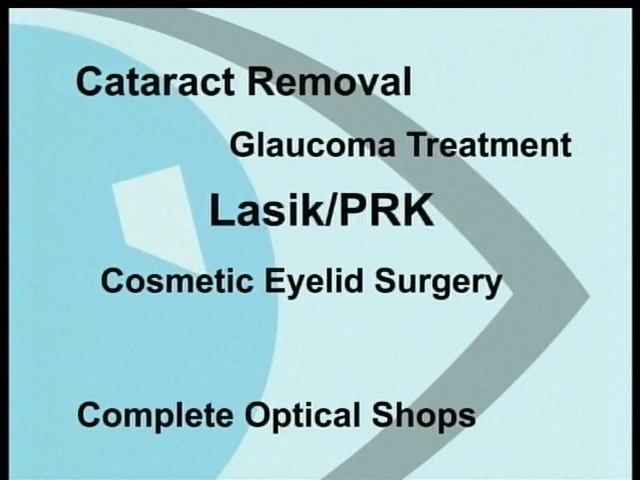 Cataract Removal
Glaucoma Treatment
Lasik/PRK
Cosmetic Eyelid Surgery
Complete Optical Shops